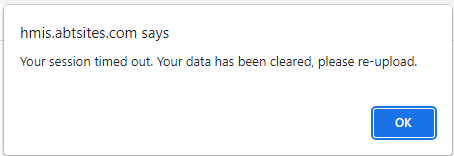 hmis.abtsites.com says
Your session timed out. Your data has been cleared, please re-upload.
OK